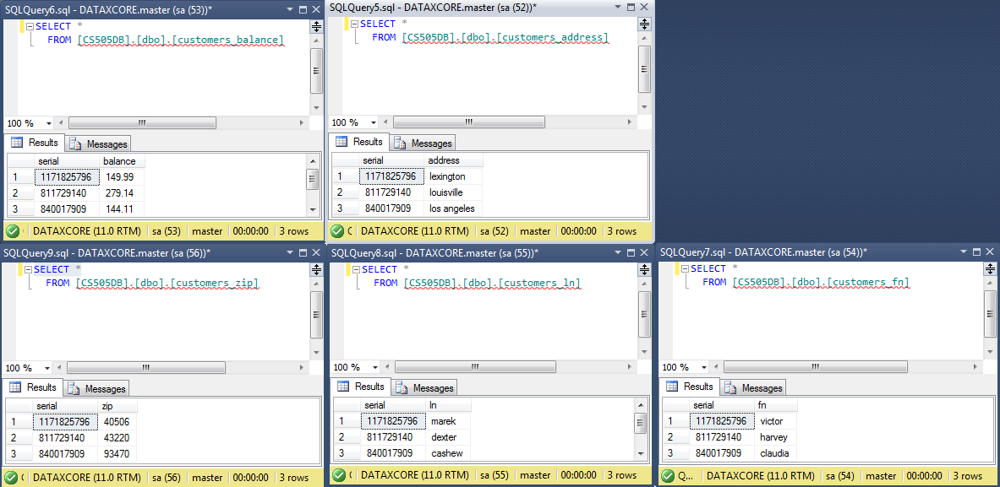 SQLQuery6.sql - DATAXCORE.master (sa (53))*
SELECT *
FROM [CS505DB].[dbo].[customers_balance]
100 %
Results Messages
serial balance
1 1171825796 149.99
2 811729140 279.14
3 840017909 144.11
DATAXCORE (11.0 RTM) sa (53) master 00:00:00 3 rows
SQLQuery5.sql - DATAXCORE.master (sa (52))*
SELECT *
FROM [CS505DB].[dbo].[customers_address]
100 %
Results Messages
serial address
1 1171825796 lexington
2 811729140 louisville
3 840017909 los angeles
DATAXCORE (11.0 RTM) sa (52) master 00:00:00 3 rows
SQLQuery9.sql - DATAXCORE.master (sa (56))*
SELECT *
FROM [CS505DB].[dbo].[customers_zip]
100 %
Results Messages
serial zip
1 1171825796 40506
2 811729140 43220
3 840017909 93470
DATAXCORE (11.0 RTM) sa (56) master 00:00:00 3 rows
SQLQuery8.sql - DATAXCORE.master (sa (55))*
SELECT *
FROM [CS505DB].[dbo].[customers_ln]
100 %
Results Messages
serial ln
1 1171825796 marek
2 811729140 dexter
3 840017909 cashew
DATAXCORE (11.0 RTM) sa (55) master 00:00:00 3 rows
SQLQuery7.sql - DATAXCORE.master (sa (54))*
SELECT *
FROM [CS505DB].[dbo].[customers_fn]
100 %
Results Messages
serial fn
1 1171825796 victor
2 811729140 harvey
3 840017909 claudia
Q... DATAXCORE (11.0 RTM) sa (54) master 00:00:00 3 rows